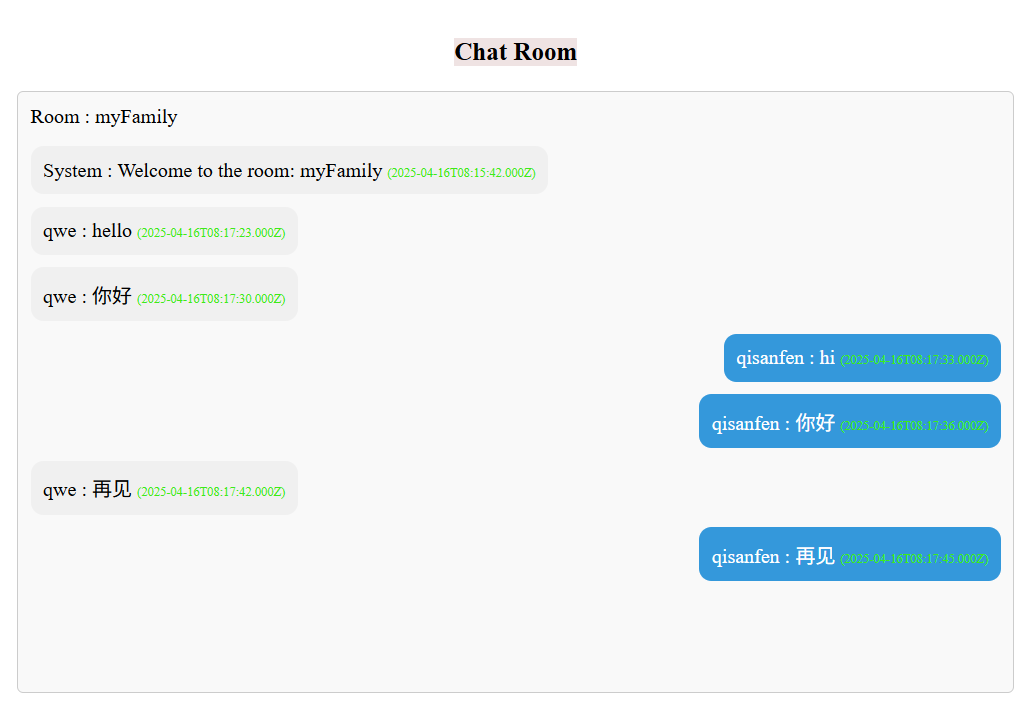 Chat Room
Room : myFamily
System : Welcome to the room: myFamily (2025-04-16T08:15:42.000Z)
qwe : hello (2025-04-16T08:17:23.000Z)
qwe : 你好 (2025-04-16T08:17:30.000Z)
qisanfen : hi (2025-04-16T08:17:33.000Z)
qisanfen : 你好 (2025-04-16T08:17:36.000Z)
qwe : 再见 (2025-04-16T08:17:42.000Z)
qisanfen : 再见 (2025-04-16T08:17:45.000Z)